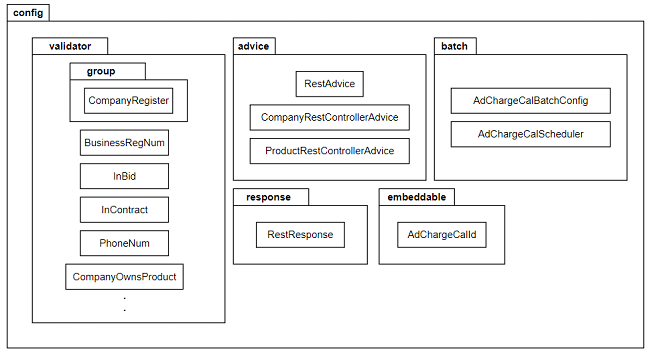 config
validator
group
CompanyRegister
BusinessRegNum
InBid
InContract
PhoneNum
CompanyOwnsProduct
.
.
advice
RestAdvice
CompanyRestControllerAdvice
ProductRestControllerAdvice
batch
AdChargeCalBatchConfig
AdChargeCalScheduler
response
RestResponse
embeddable
AdChargeCalId